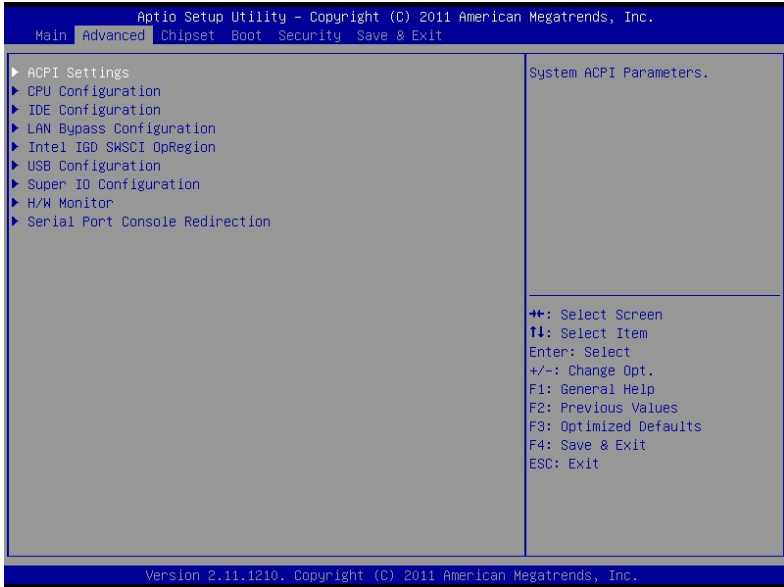 Aptio Setup Utility – Copyright (C) 2011 American Megatrends, Inc.
Main Advanced Chipset Boot Security Save & Exit
ACPI Settings
CPU Configuration
IDE Configuration
LAN Bypass Configuration
Intel IGD SWSCI OpRegion
USB Configuration
Super IO Configuration
H/W Monitor
Serial Port Console Redirection
System ACPI Parameters.
→←: Select Screen
↑↓: Select Item
Enter: Select
+/-: Change Opt.
F1: General Help
F2: Previous Values
F3: Optimized Defaults
F4: Save & Exit
ESC: Exit
Version 2.11.1210. Copyright (C) 2011 American Megatrends, Inc.